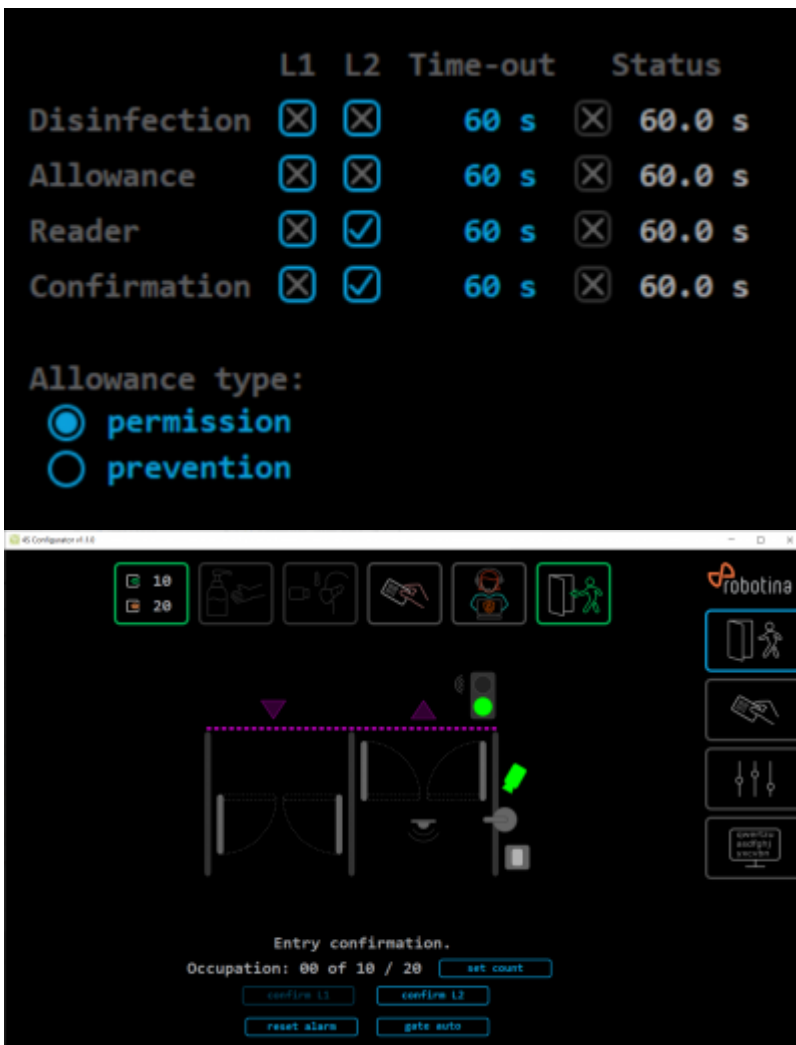 L1 L2 Time-out Status
Disinfection 60 s 60.0 s
Allowance 60 s 60.0 s
Reader 60 s 60.0 s
Confirmation 60 s 60.0 s
Allowance type:
permission
prevention
4S Configurator v1.1.0
10
20
robotina
Entry confirmation.
Occupation: 00 of 10 / 20 set count
confirm L1 confirm L2
reset alarm gate auto